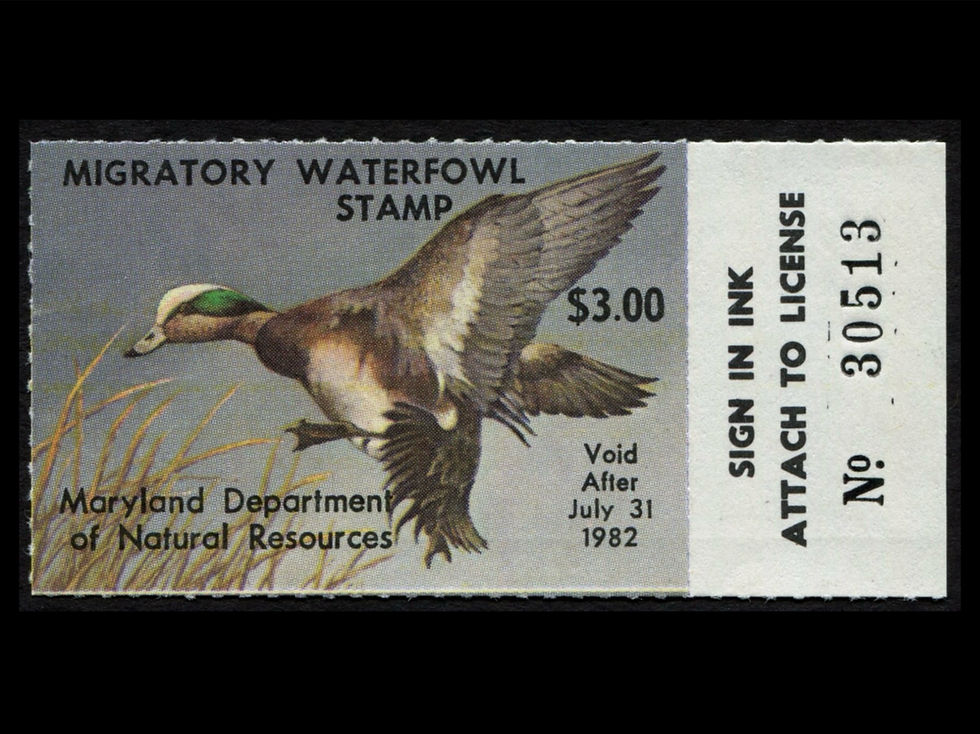 MIGRATORY WATERFOWL
STAMP
$3.00
Void
After
July 31
1982
Maryland Department
of Natural Resources
SIGN IN INK
ATTACH TO LICENSE
Nº 30513